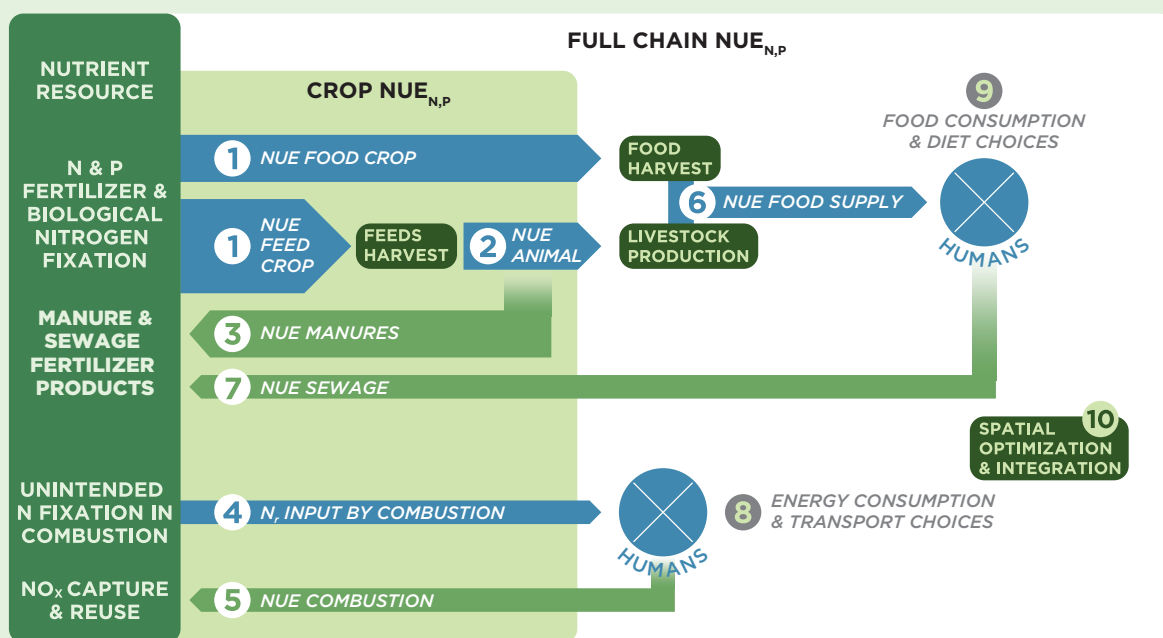 FULL CHAIN NUE N,P
NUTRIENT
RESOURCE
CROP NUE N,P
9
FOOD CONSUMPTION
& DIET CHOICES
N & P
FERTILIZER &
BIOLOGICAL
NITROGEN
FIXATION
1 NUE FOOD CROP
FOOD
HARVEST
1 NUE
FEED
CROP
FEEDS
HARVEST
2 NUE
ANIMAL
LIVESTOCK
PRODUCTION
6 NUE FOOD SUPPLY
HUMANS
MANURE &
SEWAGE
FERTILIZER
PRODUCTS
3 NUE MANURES
7 NUE SEWAGE
10
SPATIAL
OPTIMIZATION
& INTEGRATION
UNINTENDED
N FIXATION IN
COMBUSTION
4 Nr INPUT BY COMBUSTION
HUMANS
8 ENERGY CONSUMPTION
& TRANSPORT CHOICES
NOx CAPTURE
& REUSE
5 NUE COMBUSTION